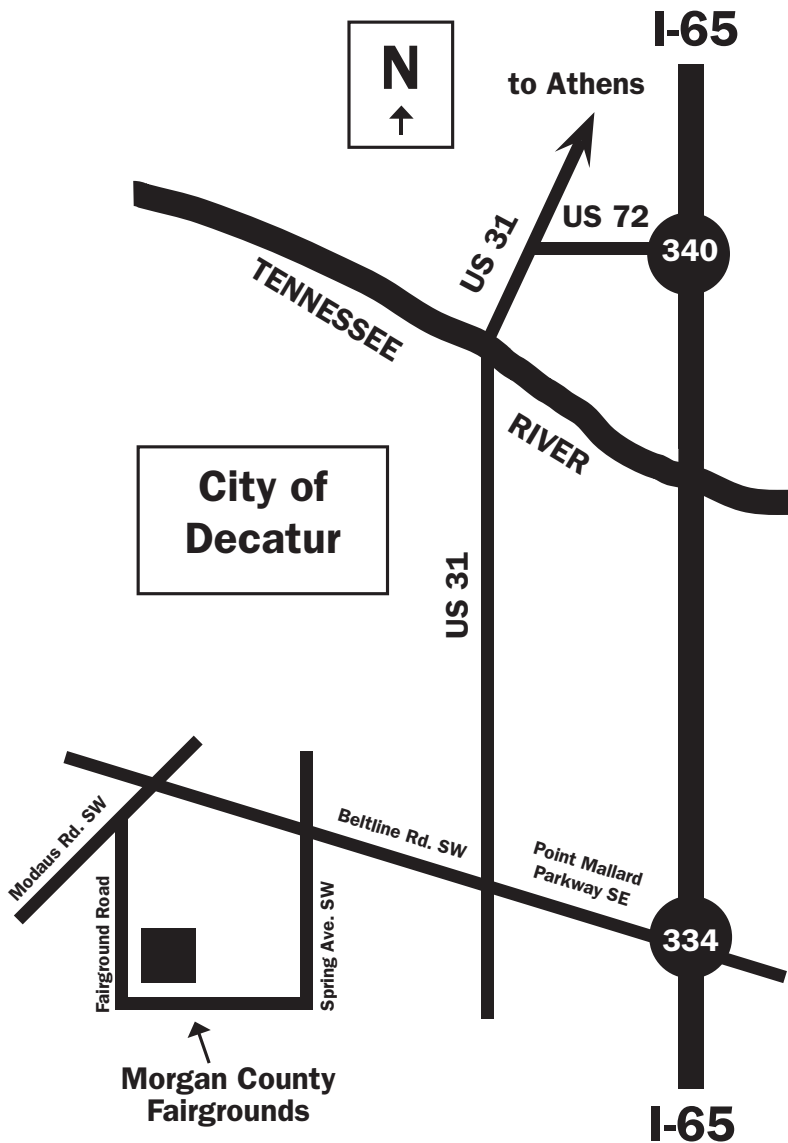 I-65
N
to Athens
US 72
US 31
340
TENNESSEE
RIVER
City of
Decatur
US 31
Modaus Rd. SW
Beltline Rd. SW
Point Mallard
Parkway SE
Fairground Road
Spring Ave. SW
334
Morgan County
Fairgrounds
I-65